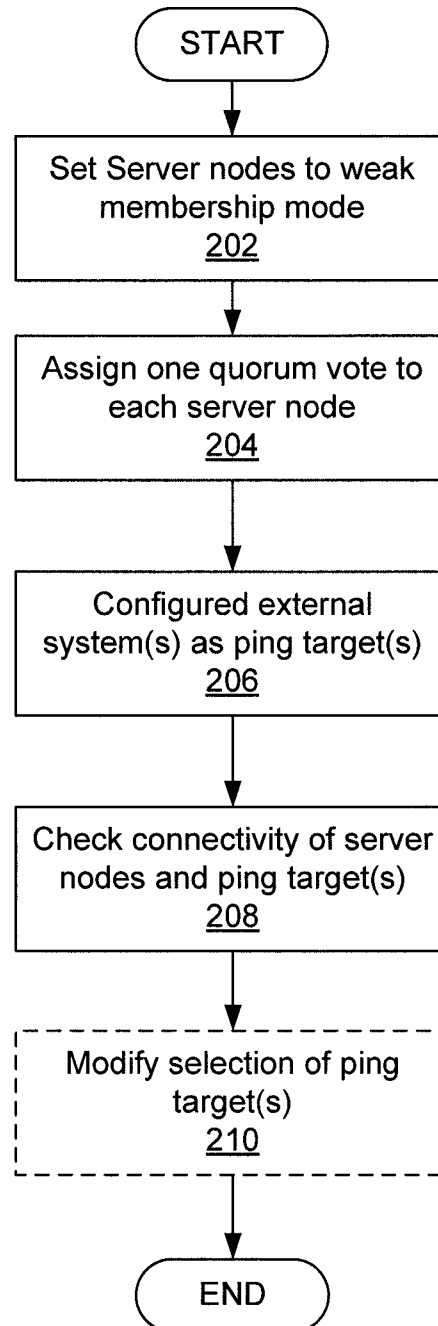 START
Set Server nodes to weak
membership mode
202
Assign one quorum vote to
each server node
204
Configured external
system(s) as ping target(s)
206
Check connectivity of server
nodes and ping target(s)
208
Modify selection of ping
target(s)
210
END